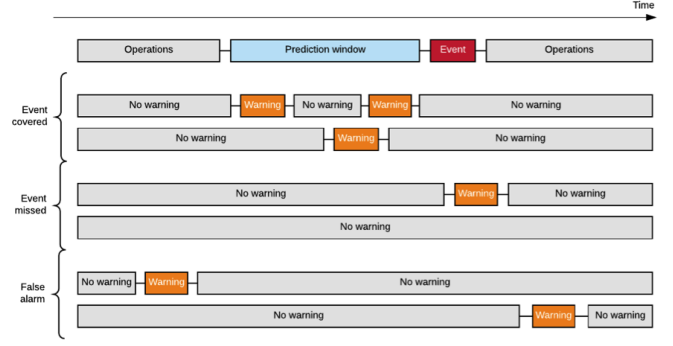 Time
Operations Prediction window Event Operations
Event
covered
No warning Warning No warning Warning No warning
No warning Warning No warning
Event
missed
No warning Warning No warning
No warning
False
alarm
No warning Warning No warning
No warning Warning No warning